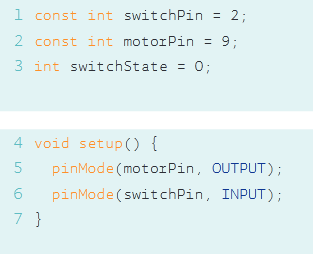 1 const int switchPin = 2;
2 const int motorPin = 9;
3 int switchState = 0;
4 void setup() {
5   pinMode(motorPin, OUTPUT);
6   pinMode(switchPin, INPUT);
7 }